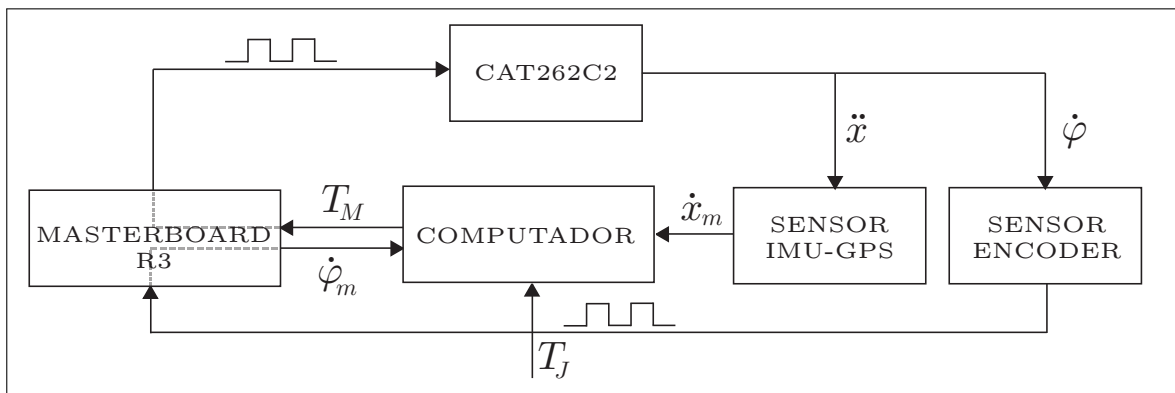 CAT262C2
ẍ
φ̇
MASTERBOARD
R3
T_M
φ̇_m
COMPUTADOR
ẋ_m
SENSOR
IMU-GPS
SENSOR
ENCODER
T_J